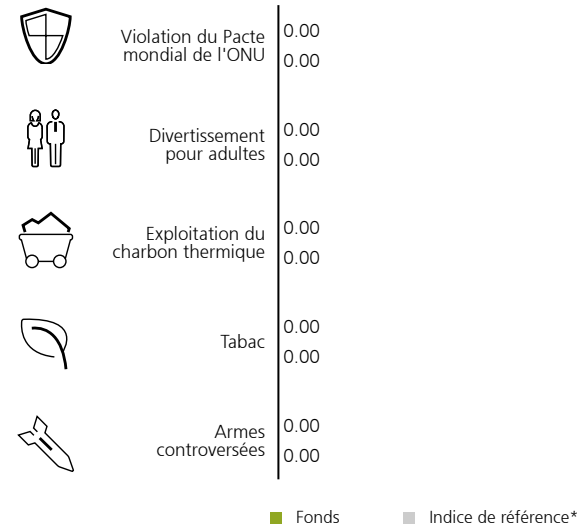 Violation du Pacte
mondial de l'ONU
0.00
0.00
Divertissement
pour adultes
0.00
0.00
Exploitation du
charbon thermique
0.00
0.00
Tabac
0.00
0.00
Armes
controversées
0.00
0.00
Fonds
Indice de référence*